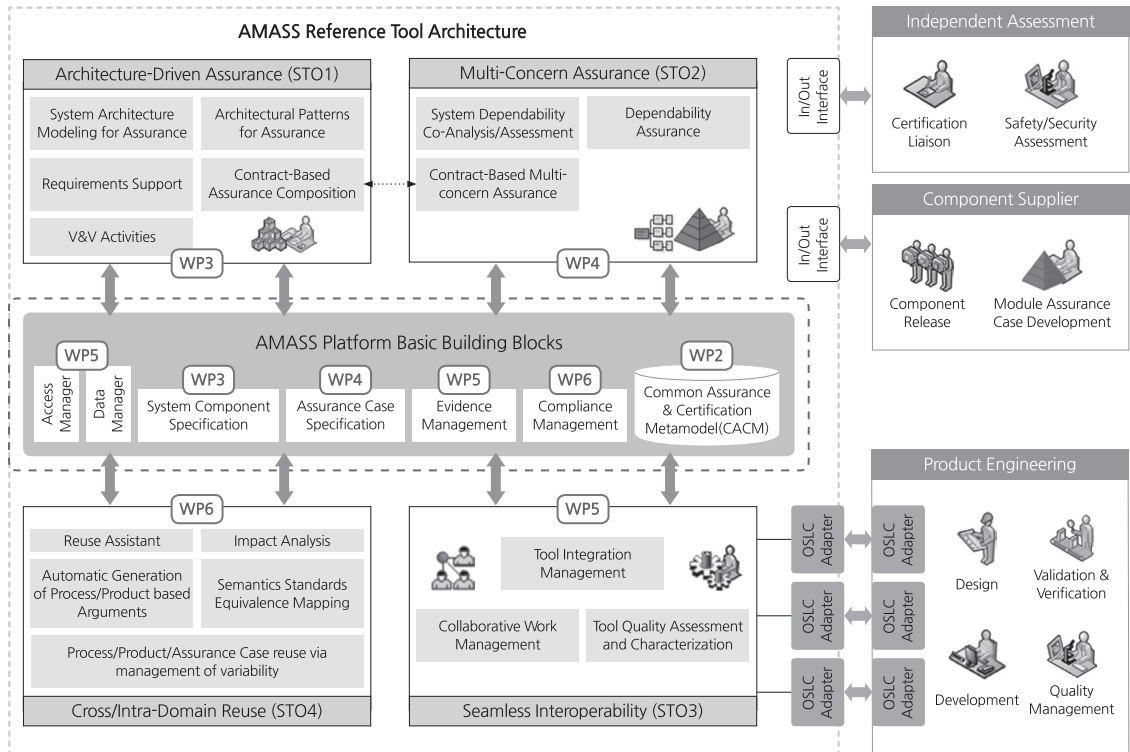 AMASS Reference Tool Architecture
Architecture-Driven Assurance (STO1)
System Architecture
Modeling for Assurance
Architectural Patterns
for Assurance
Requirements Support
Contract-Based
Assurance Composition
V&V Activities
WP3
Multi-Concern Assurance (STO2)
System Dependability
Co-Analysis/Assessment
Dependability
Assurance
Contract-Based Multi-
concern Assurance
WP4
In/Out
Interface
In/Out
Interface
Independent Assessment
Certification
Liaison
Safety/Security
Assessment
Component Supplier
Component
Release
Module Assurance
Case Development
AMASS Platform Basic Building Blocks
WP5
Access
Manager
Data
Manager
WP3
System Component
Specification
WP4
Assurance Case
Specification
WP5
Evidence
Management
WP6
Compliance
Management
WP2
Common Assurance
& Certification
Metamodel(CACM)
WP6
Reuse Assistant
Impact Analysis
Automatic Generation
of Process/Product based
Arguments
Semantics Standards
Equivalence Mapping
Process/Product/Assurance Case reuse via
management of variability
Cross/Intra-Domain Reuse (STO4)
WP5
Tool Integration
Management
Collaborative Work
Management
Tool Quality Assessment
and Characterization
Seamless Interoperability (STO3)
OSLC
Adapter
OSLC
Adapter
OSLC
Adapter
OSLC
Adapter
OSLC
Adapter
OSLC
Adapter
Product Engineering
Design
Validation &
Verification
Development
Quality
Management